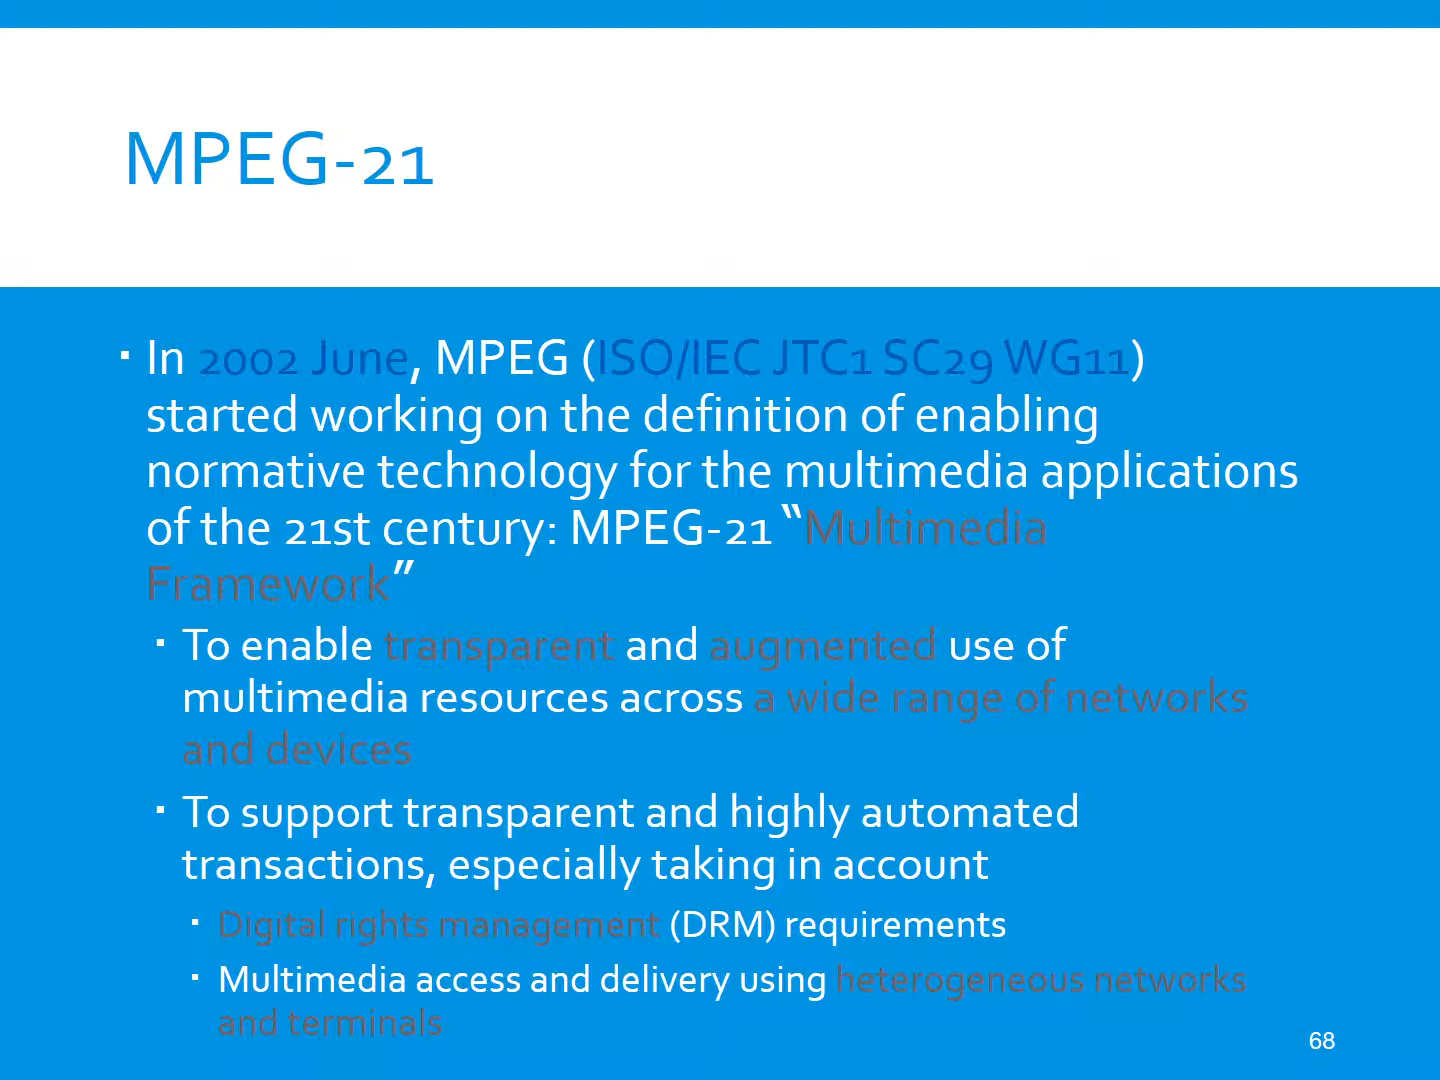 MPEG-21
▪ In 2002 June, MPEG (ISO/IEC JTC1 SC29 WG11)
started working on the definition of enabling
normative technology for the multimedia applications
of the 21st century: MPEG-21 “Multimedia
Framework”
▪ To enable transparent and augmented use of
multimedia resources across a wide range of networks
and devices
▪ To support transparent and highly automated
transactions, especially taking in account
▪ Digital rights management (DRM) requirements
▪ Multimedia access and delivery using heterogeneous networks
and terminals
68